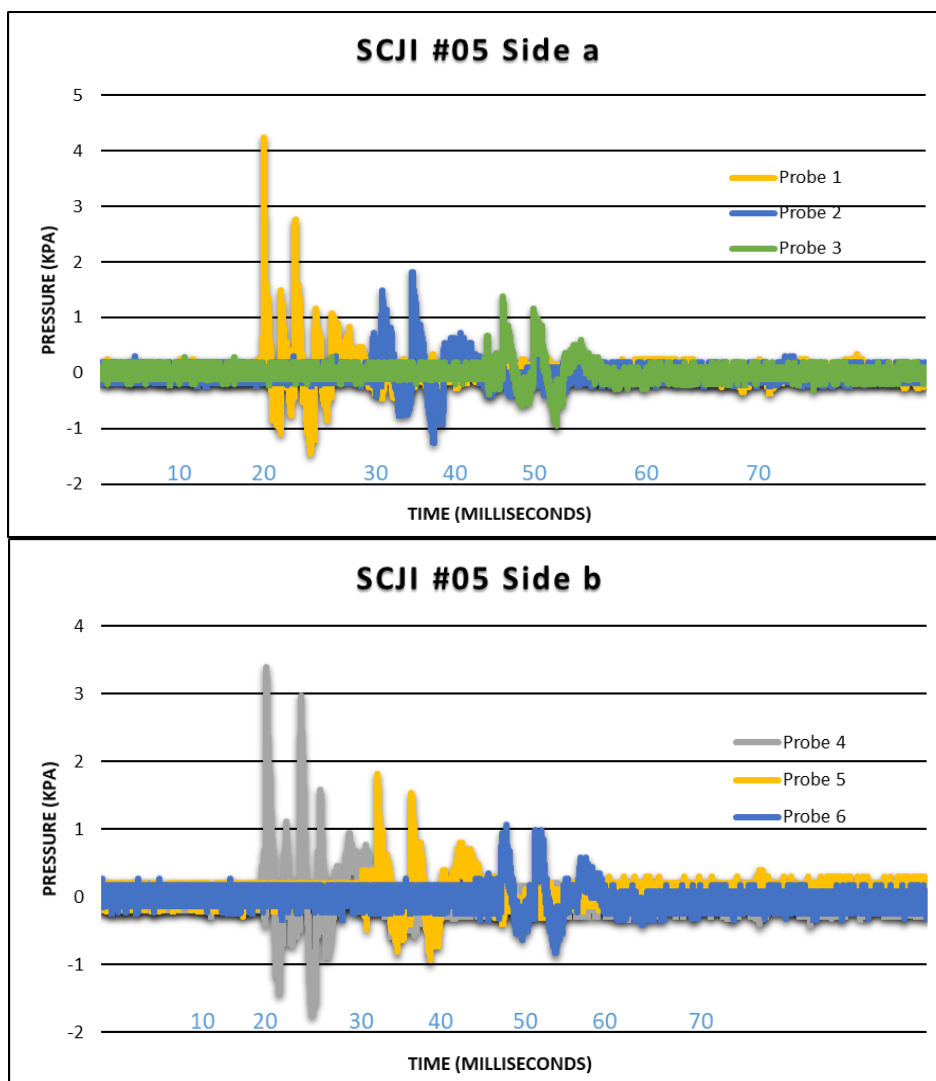 SCJI #05 Side a
5
4
3
2
1
0
-1
-2
PRESSURE (KPA)
Probe 1
Probe 2
Probe 3
10 20 30 40 50 60 70
TIME (MILLISECONDS)
SCJI #05 Side b
4
3
2
1
0
-1
-2
PRESSURE (KPA)
Probe 4
Probe 5
Probe 6
10 20 30 40 50 60 70
TIME (MILLISECONDS)